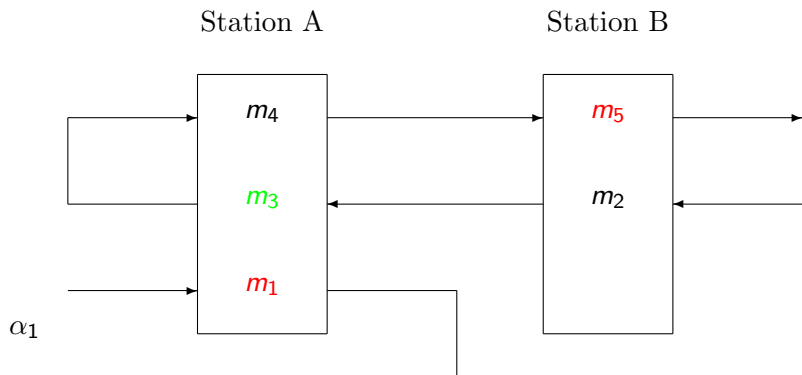 Station A Station B
m₄ m₅
m₃ m₂
m₁
α₁